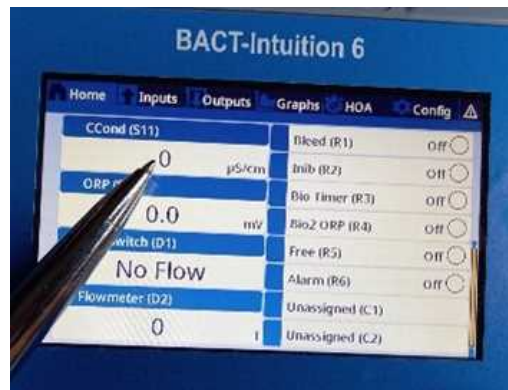 BACT-Intuition 6
Home Inputs Outputs Graphs HOA Config
CCond (S11)
0 µS/cm
ORP
0.0 mV
witch (D1)
No Flow
Flowmeter (D2)
0 l
Bleed (R1) Off
Inib (R2) Off
Bio Timer (R3) Off
Bio2 ORP (R4) Off
Free (R5) Off
Alarm (R6) Off
Unassigned (C1)
Unassigned (C2)